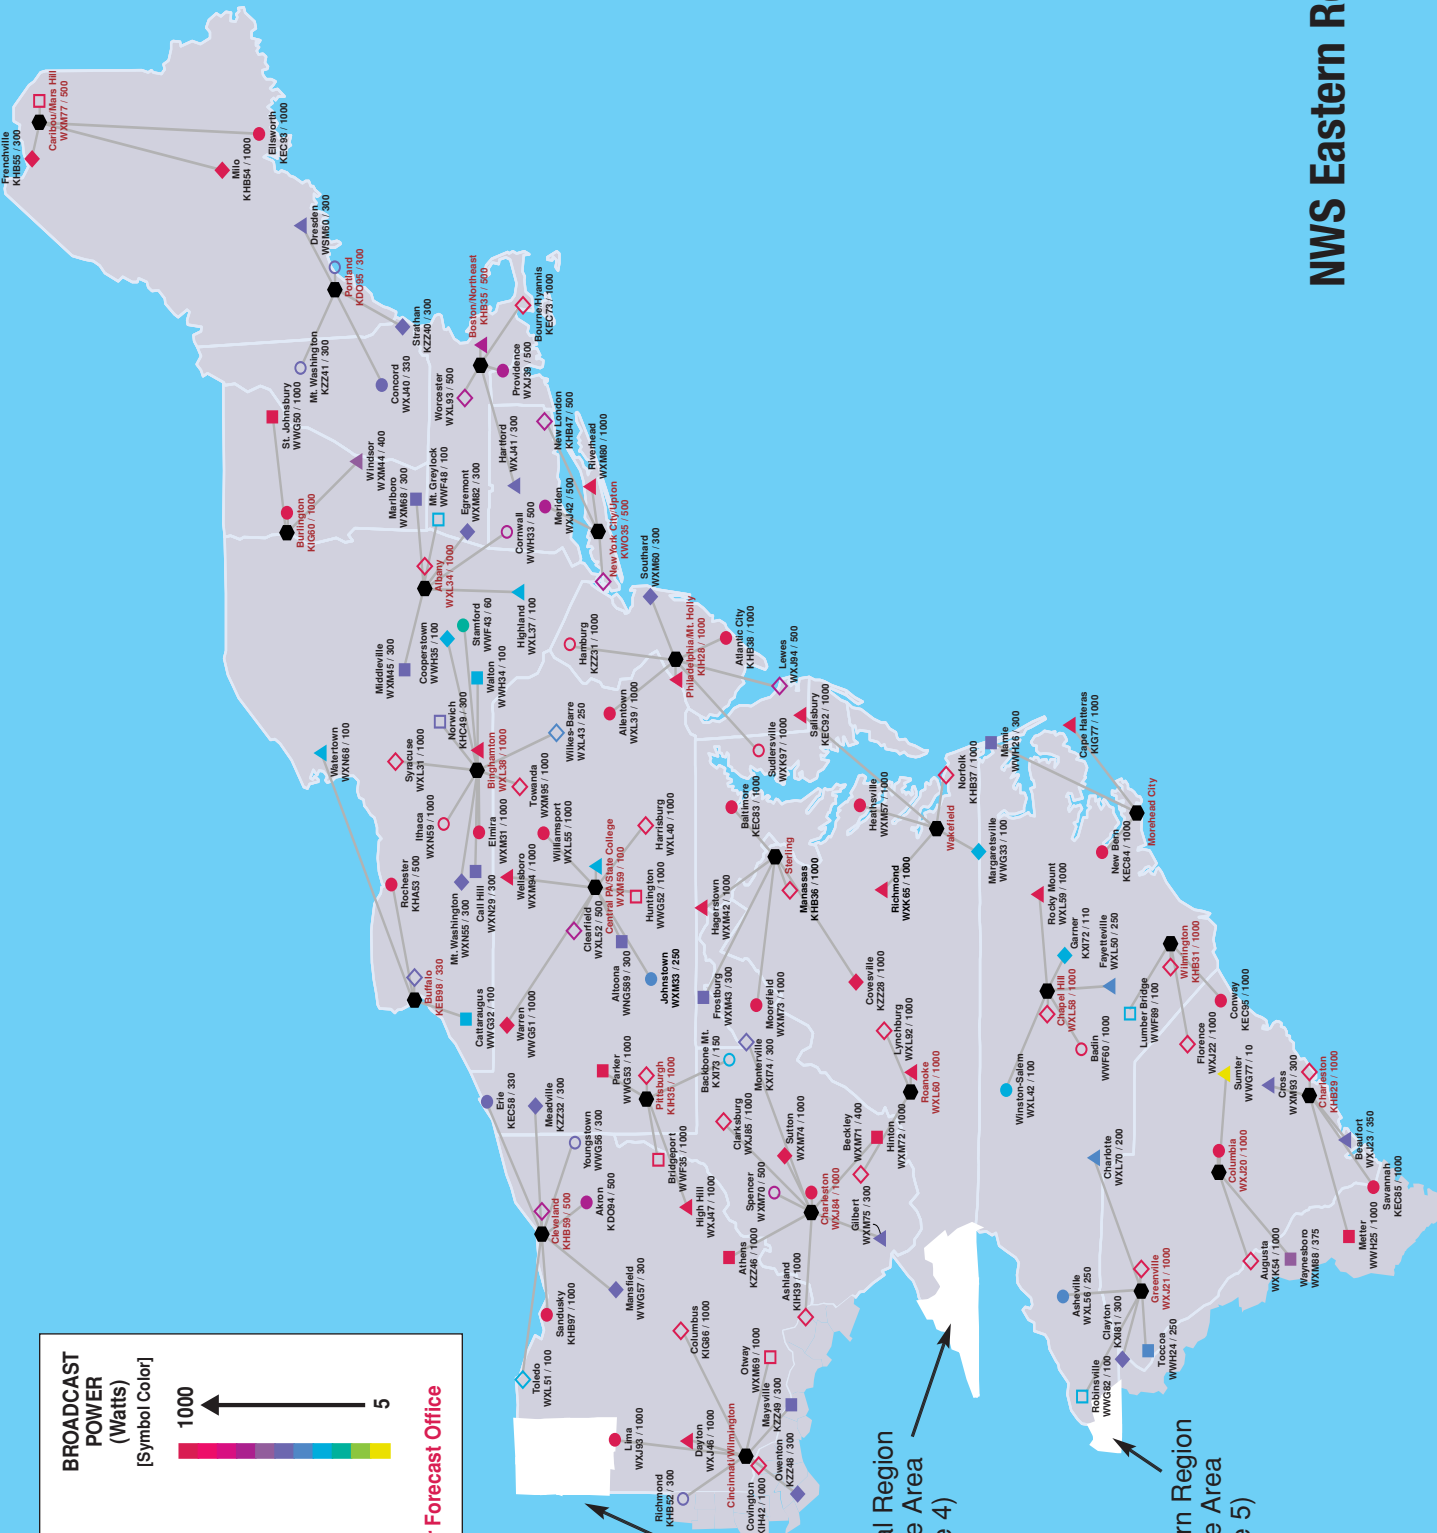 NWS Eastern Re
BROADCAST
POWER
(Watts)
[Symbol Color]
1000
5
Forecast Office
al Region
e Area
4)
rn Region
e Area
5)
Frenchville
KHB55 / 300
Caribou/Mars Hill
WXM77 / 500
Milo
KHB54 / 1000
Ellsworth
KEC93 / 1000
Dresden
WSM60 / 300
Portland
KDO95 / 300
Mt. Washington
KZZ41 / 300
Strathan
KZZ40 / 300
Concord
WXJ40 / 330
St. Johnsbury
WWG50 / 1000
Windsor
WXM44 / 400
Burlington
KIG60 / 1000
Marlboro
WXM68 / 300
Mt. Greylock
WWF48 / 100
Egremont
WXM82 / 300
Albany
WXL34 / 1000
Cornwall
WWH33 / 500
Worcester
WXL93 / 500
Boston/Northeast
KHB35 / 500
Bourne/Hyannis
KEC73 / 1000
Providence
WXJ39 / 500
Hartford
WXJ41 / 300
New London
KHB47 / 500
Meriden
WXJ42 / 500
Riverhead
WXM80 / 1000
New York City/Upton
KWO35 / 500
Middleville
WXM45 / 300
Cooperstown
WWH35 / 100
Stamford
WWF43 / 60
Highland
WXL37 / 100
Walton
WWH34 / 100
Norwich
KHC49 / 300
Syracuse
WXL31 / 1000
Binghamton
WXL38 / 1000
Watertown
WXN68 / 100
Ithaca
WXN59 / 1000
Elmira
WXM31 / 1000
Towanda
WXM95 / 1000
Wilkes-Barre
WXL43 / 250
Rochester
KHA53 / 500
Mt. Washington
WXN55 / 300
Call Hill
WXN29 / 300
Wellsboro
WXM94 / 1000
Williamsport
WXL55 / 1000
Buffalo
KEB98 / 330
Cattaraugus
WWG32 / 100
Warren
WWG51 / 1000
Clearfield
WXL52 / 500
Central PA/State College
WXM59 / 100
Harrisburg
WXL40 / 1000
Huntington
WWG52 / 1000
Altoona
WNG589 / 300
Johnstown
WXM33 / 250
Hamburg
KZZ31 / 1000
Southard
WXM60 / 300
Philadelphia/Mt. Holly
KIH28 / 1000
Allentown
WXL39 / 1000
Atlantic City
KHB38 / 1000
Lewes
WXJ94 / 500
Sudlersville
WXK97 / 1000
Salisbury
KEC92 / 1000
Baltimore
KEC83 / 1000
Heathsville
WXM57 / 1000
Norfolk
KHB37 / 1000
Wakefield
Richmond
WXK65 / 1000
Margaretsville
WWG33 / 100
Sterling
Manassas
KHB36 / 1000
Hagerstown
WXM42 / 1000
Frostburg
WXM43 / 300
Moorefield
WXM73 / 1000
Covesville
KZZ28 / 1000
Lynchburg
WXL92 / 1000
Roanoke
WXL60 / 1000
Backbone Mt.
KXI73 / 150
Monterville
KXI74 / 300
Parker
WWG53 / 1000
Pittsburgh
KIH35 / 1000
Bridgeport
WWF35 / 1000
High Hill
WXJ47 / 1000
Clarksburg
WXJ85 / 1000
Sutton
WXM74 / 1000
Beckley
WXM71 / 400
Hinton
WXM72 / 1000
Spencer
WXM70 / 500
Charleston
WXJ84 / 1000
Gilbert
WXM75 / 300
Athens
KZZ46 / 1000
Ashland
KIH39 / 1000
Erie
KEC58 / 330
Meadville
KZZ32 / 300
Youngstown
WWG56 / 300
Akron
KDO94 / 500
Cleveland
KHB59 / 500
Mansfield
WWG57 / 300
Sandusky
KHB97 / 1000
Toledo
WXL51 / 100
Columbus
KIG86 / 1000
Otway
WXM69 / 1000
Maysville
KZZ49 / 300
Lima
WXJ93 / 1000
Dayton
WXJ46 / 1000
Cincinnati/Wilmington
Richmond
KHB52 / 300
Covington
KIH42 / 1000
Owenton
KZZ48 / 300
Mamie
WWH26 / 300
Cape Hatteras
KIG77 / 1000
Morehead City
New Bern
KEC84 / 1000
Rocky Mount
WXL59 / 1000
Garner
KXI72 / 110
Fayetteville
WXL50 / 250
Chapel Hill
WXL58 / 1000
Winston-Salem
WXL42 / 100
Badin
WWF60 / 1000
Lumber Bridge
WWF89 / 100
Wilmington
KHB31 / 1000
Conway
KEC95 / 1000
Florence
WXJ22 / 1000
Sumter
WWG77 / 10
Cross
WXM93 / 300
Charleston
KHB29 / 1000
Beaufort
WXJ23 / 350
Savannah
KEC85 / 1000
Metter
WWH25 / 1000
Columbia
WXJ20 / 1000
Augusta
WXK54 / 1000
Waynesboro
WXM88 / 375
Charlotte
WXL70 / 200
Greenville
WXJ21 / 1000
Asheville
WXL56 / 250
Clayton
KXI81 / 300
Toccoa
WWH24 / 250
Robinsville
WWG82 / 100